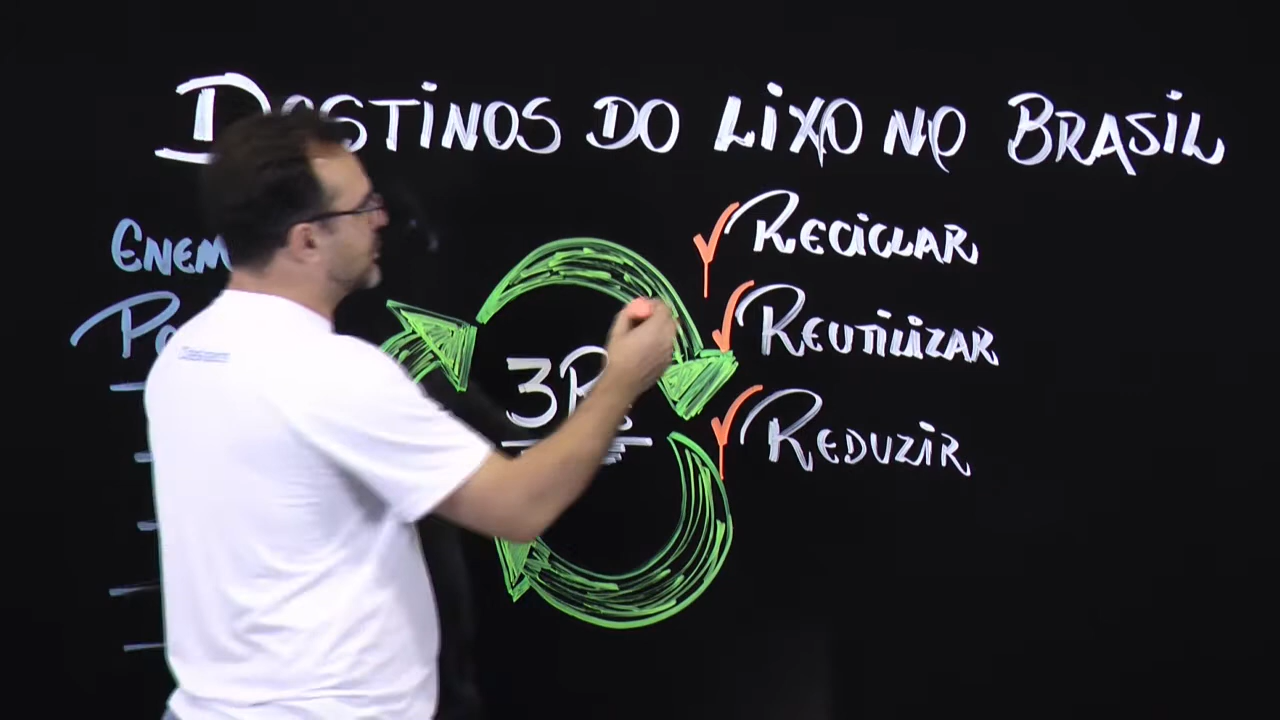 DESTINOS DO LIXO NO BRASIL
ENEM
RECICLAR
REUTILIZAR
3R
REDUZIR